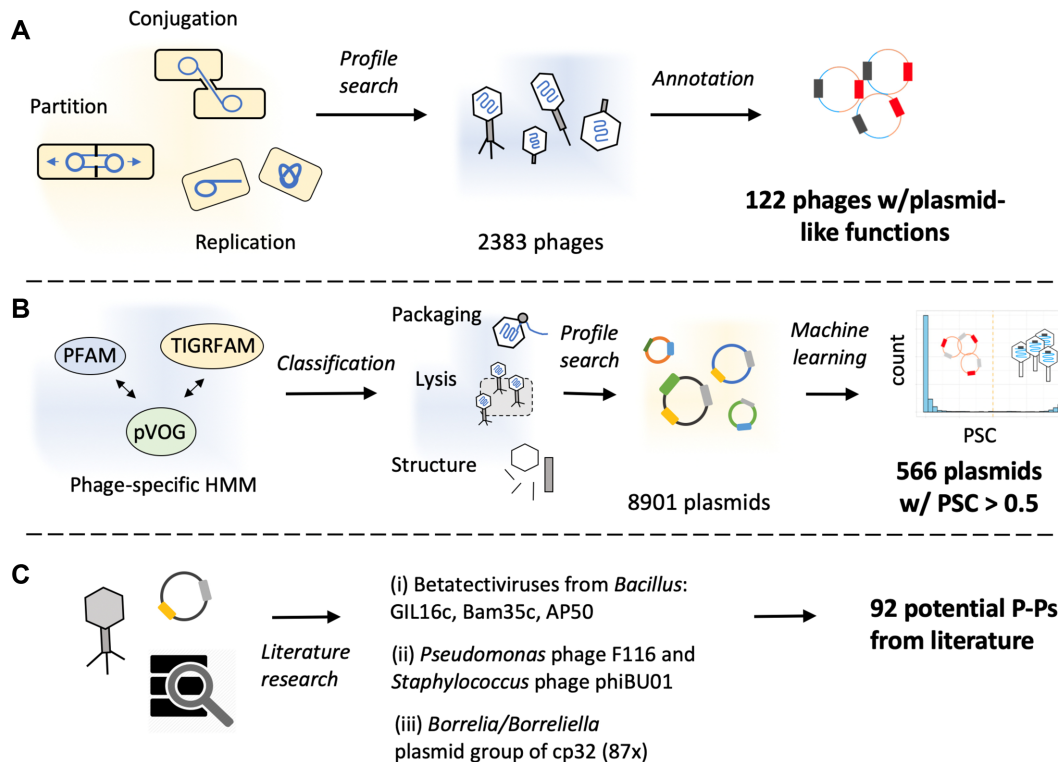 A
Conjugation
Partition
Replication
Profile
search
2383 phages
Annotation
122 phages w/plasmid-
like functions
B
PFAM
TIGRFAM
pVOG
Phage-specific HMM
Classification
Packaging
Lysis
Structure
Profile
search
8901 plasmids
Machine
learning
count
PSC
566 plasmids
w/ PSC > 0.5
C
Literature
research
(i) Betatectiviruses from Bacillus:
GIL16c, Bam35c, AP50
(ii) Pseudomonas phage F116 and
Staphylococcus phage phiBU01
(iii) Borrelia/Borreliella
plasmid group of cp32 (87x)
92 potential P-Ps
from literature